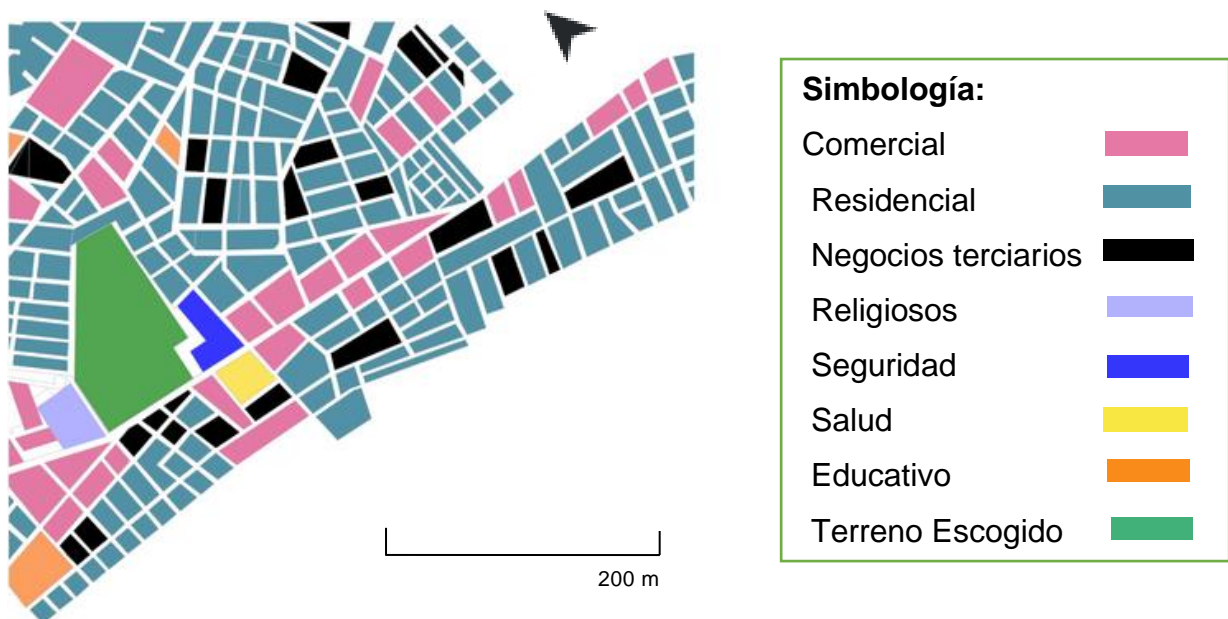 Simbología:
Comercial
Residencial
Negocios terciarios
Religiosos
Seguridad
Salud
Educativo
Terreno Escogido
200 m